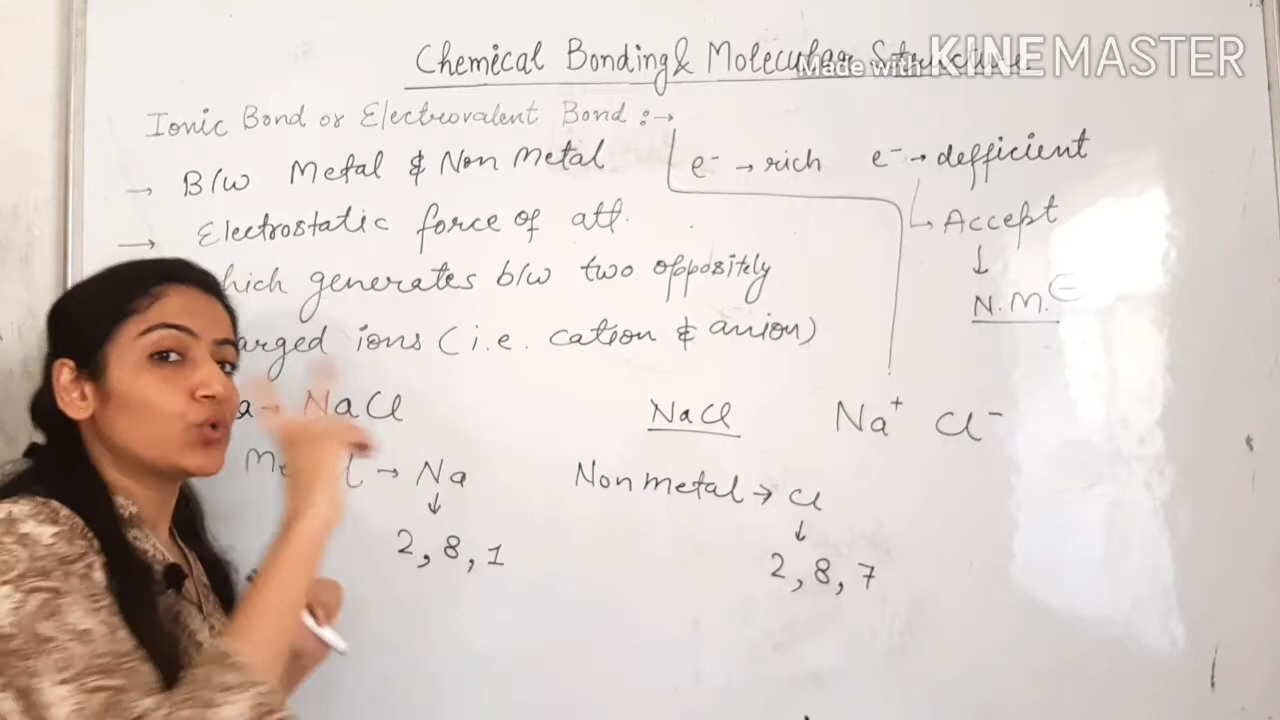 Chemical Bonding & Molecular Structure
Made with KINEMASTER
Ionic Bond or Electrovalent Bond :→
→ B/w Metal & Non Metal
e⁻ → rich e⁻ → defficient
→ Electrostatic force of att.
Accept
↓
hich generates b/w two oppositely
N.M.⊖
arged ions (i.e. cation & anion)
a → NaCl
NaCl Na⁺ Cl⁻
→ Na
Non metal → Cl
↓
↓
2, 8, 1
2, 8, 7